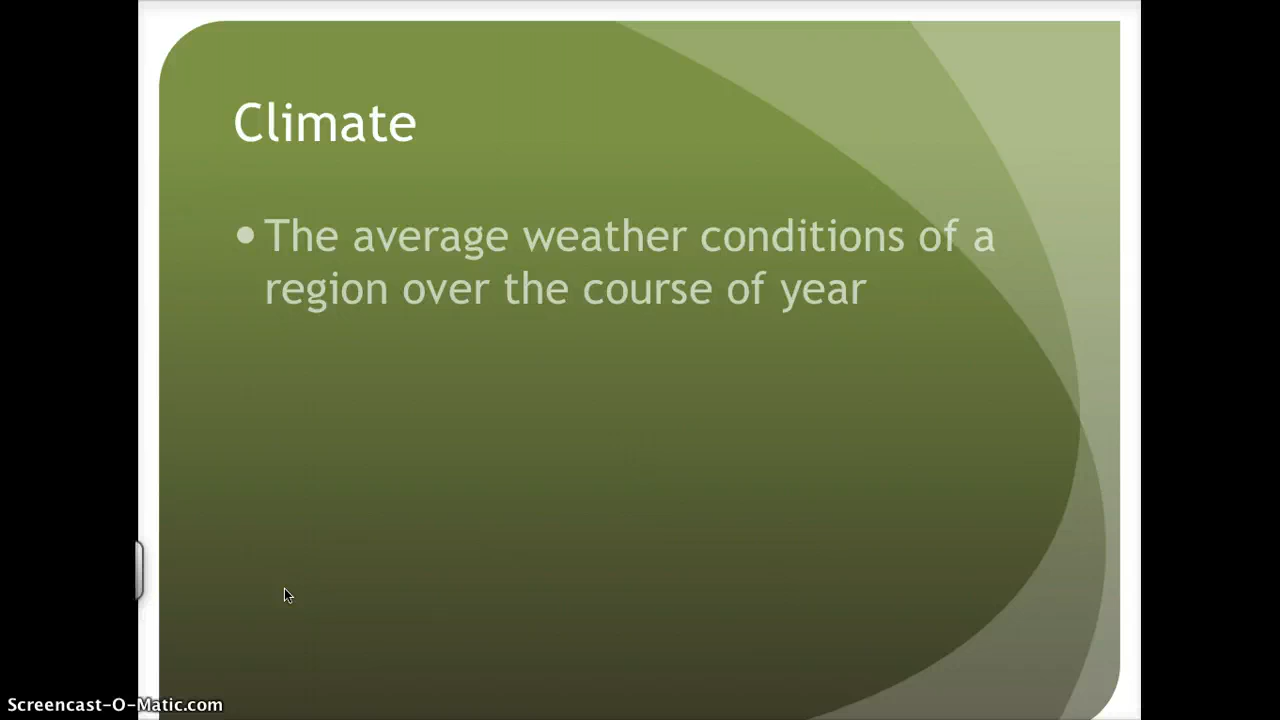 Climate
• The average weather conditions of a
region over the course of year
Screencast-O-Matic.com